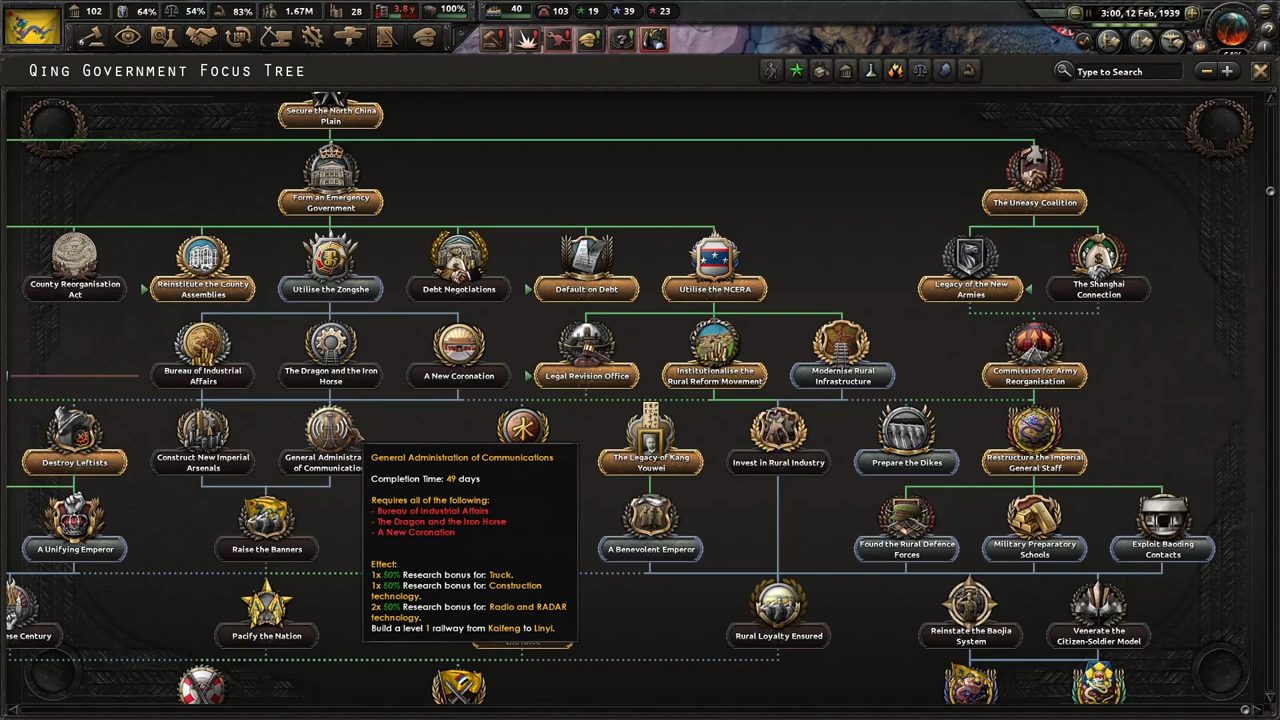 102
64%
54%
83%
1.67M
28
3.8 y
100%
40
103
19
39
23
3:00, 12 Feb, 1939
64%
Qing Government Focus Tree
Type to Search
Secure the North China
Plain
Form an Emergency
Government
The Uneasy Coalition
County Reorganisation
Act
Reinstitute the County
Assemblies
Utilise the Zongshe
Debt Negotiations
Default on Debt
Utilise the NCERA
Legacy of the New
Armies
The Shanghai
Connection
Bureau of Industrial
Affairs
The Dragon and the Iron
Horse
A New Coronation
Legal Revision Office
Institutionalise the
Rural Reform Movement
Modernise Rural
Infrastructure
Commission for Army
Reorganisation
Destroy Leftists
Construct New Imperial
Arsenals
General Administra
of Communicatio
The Legacy of Kang
Youwei
Invest in Rural Industry
Prepare the Dikes
Restructure the Imperial
General Staff
General Administration of Communications
Completion Time: 49 days
Requires all of the following:
- Bureau of Industrial Affairs
- The Dragon and the Iron Horse
- A New Coronation
Effect:
1x 50% Research bonus for: Truck.
1x 50% Research bonus for: Construction
technology.
2x 50% Research bonus for: Radio and RADAR
technology.
Build a level 1 railway from Kaifeng to Linyi.
A Unifying Emperor
Raise the Banners
A Benevolent Emperor
Found the Rural Defence
Forces
Military Preparatory
Schools
Exploit Baoding
Contacts
ese Century
Pacify the Nation
Rural Loyalty Ensured
Reinstate the Baojia
System
Venerate the
Citizen-Soldier Model